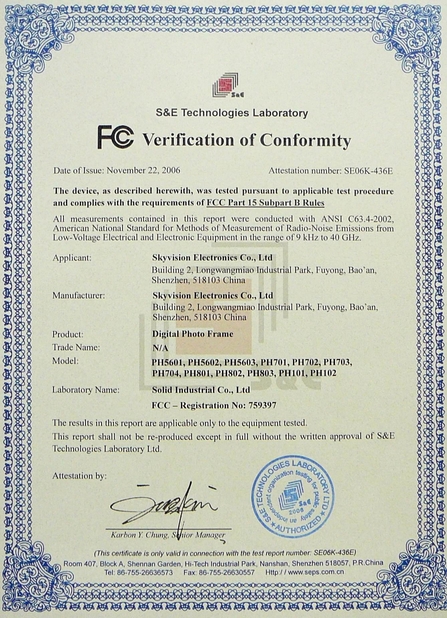 S&E
S&E Technologies Laboratory
FCC Verification of Conformity
Date of Issue: November 22, 2006 Attestation number: SE06K-436E
The device, as described herewith, was tested pursuant to applicable test procedure
and complies with the requirements of FCC Part 15 Subpart B Rules
All measurements contained in this report were conducted with ANSI C63.4-2002,
American National Standard for Methods of Measurement of Radio-Noise Emissions from
Low-Voltage Electrical and Electronic Equipment in the range of 9 kHz to 40 GHz.
Applicant: Skyvision Electronics Co., Ltd
Building 2, Longwangmiao Industrial Park, Fuyong, Bao'an,
Shenzhen, 518103 China
Manufacturer: Skyvision Electronics Co., Ltd
Building 2, Longwangmiao Industrial Park, Fuyong, Bao'an,
Shenzhen, 518103 China
Product: Digital Photo Frame
Trade Name: N/A
Model: PH5601, PH5602, PH5603, PH701, PH702, PH703,
PH704, PH801, PH802, PH803, PH101, PH102
Laboratory Name: Solid Industrial Co., Ltd
FCC – Registration No: 759397
The results in this report are applicable only to the equipment tested.
This report shall not be re-produced except in full without the written approval of S&E
Technologies Laboratory Ltd.
Attestation by:
Karbon Y. Chung, Senior Manager
S&E TECHNOLOGIES LABORATORY LTD
AUTHORIZED
(This certificate is only valid in connection with the test report number: SE06K-436E)
Room 407, Block A, Shennan Garden, Hi-Tech Industrial Park, Nanshan, Shenzhen 518057, P.R.China
Tel: 86-755-26636573 Fax: 86-755-26630557 Http://www.seps.com.cn